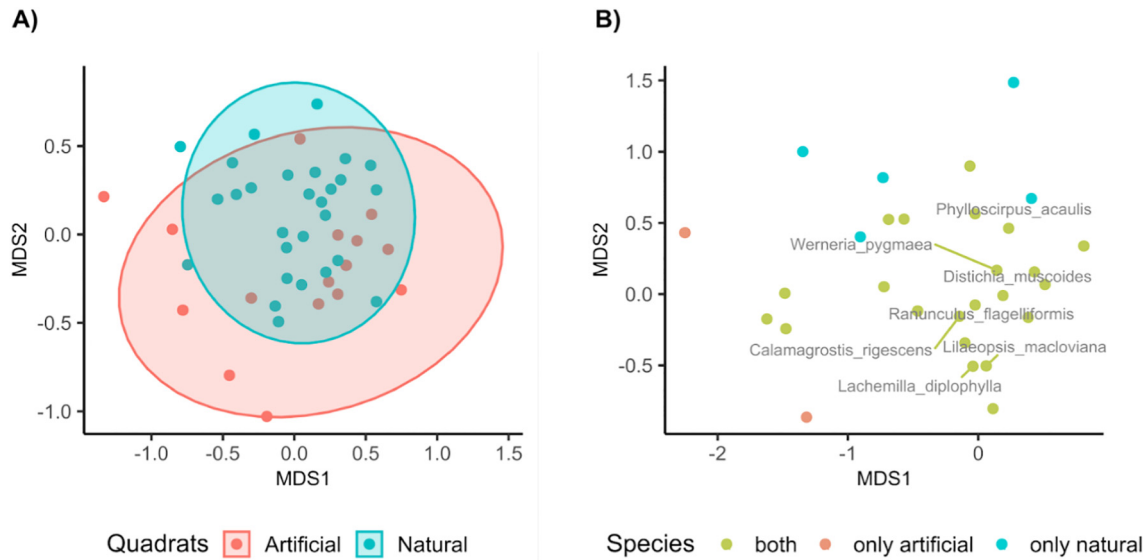 A)
B)
0.5
0.0
-0.5
-1.0
MDS2
-1.0
-0.5
0.0
0.5
1.0
1.5
MDS1
Quadrats
Artificial
Natural
1.5
1.0
0.5
0.0
-0.5
MDS2
Phylloscirpus_acaulis
Werneria_pygmaea
Distichia_muscoides
Ranunculus_flagelliformis
Calamagrostis_rigescens
Lilaeopsis_macloviana
Lachemilla_diplophylla
-2
-1
0
MDS1
Species
both
only artificial
only natural